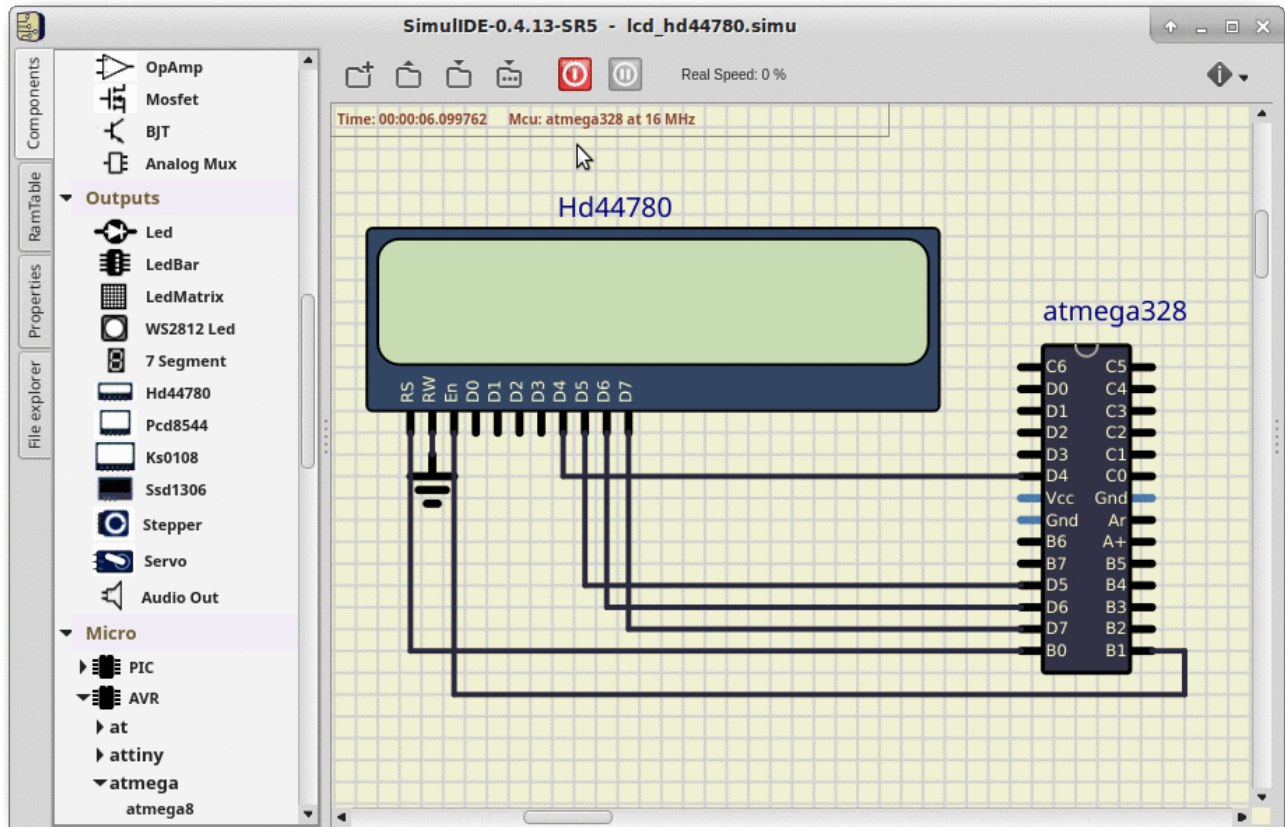 SimulIDE-0.4.13-SR5 - lcd_hd44780.simu
Components
RamTable
Properties
File explorer
OpAmp
Mosfet
BJT
Analog Mux
Outputs
Led
LedBar
LedMatrix
WS2812 Led
7 Segment
Hd44780
Pcd8544
Ks0108
Ssd1306
Stepper
Servo
Audio Out
Micro
PIC
AVR
at
attiny
atmega
atmega8
Real Speed: 0 %
Time: 00:00:06.099762 Mcu: atmega328 at 16 MHz
Hd44780
RS RW En D0 D1 D2 D3 D4 D5 D6 D7
atmega328
C6 C5
D0 C4
D1 C3
D2 C2
D3 C1
D4 C0
Vcc Gnd
Gnd Ar
B6 A+
B7 B5
D5 B4
D6 B3
D7 B2
B0 B1